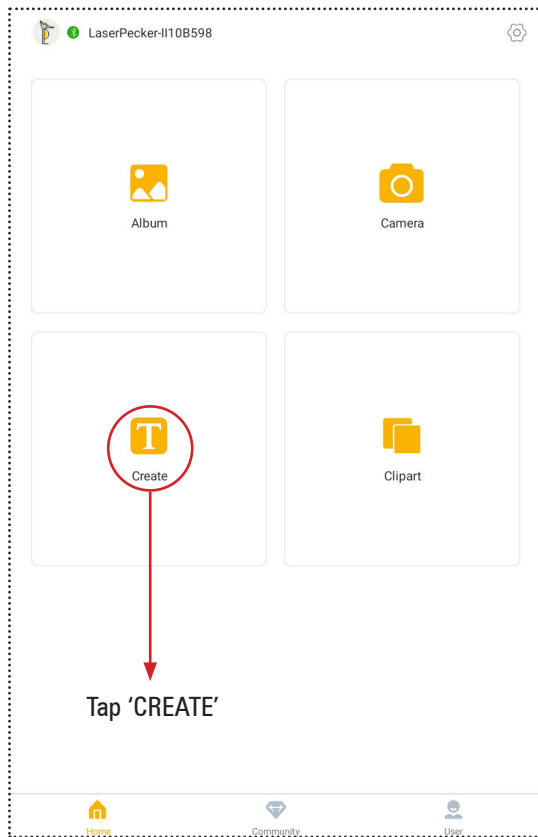 LaserPecker-II10B598
Album
Camera
Create
Clipart
Tap ‘CREATE’
Home
Community
User